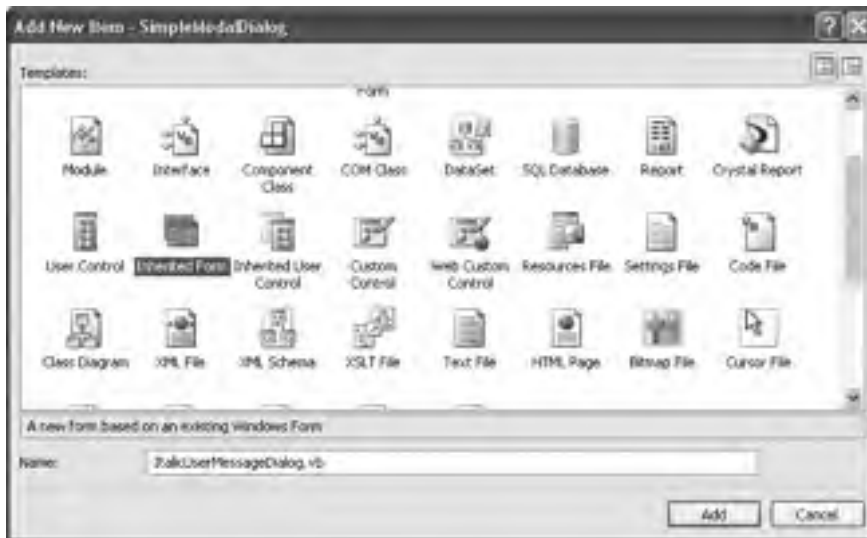 Add New Item - SimpleModalDialog
Templates:
Form
Module
Interface
Component Class
COM Class
DataSet
SQL Database
Report
Crystal Report
User Control
Inherited Form
Inherited User Control
Custom Control
Web Custom Control
Resources File
Settings File
Code File
Class Diagram
XML File
XML Schema
XSLT File
Text File
HTML Page
Bitmap File
Cursor File
A new form based on an existing Windows Form
Name:
ItalicUserMessageDialog.vb
Add
Cancel